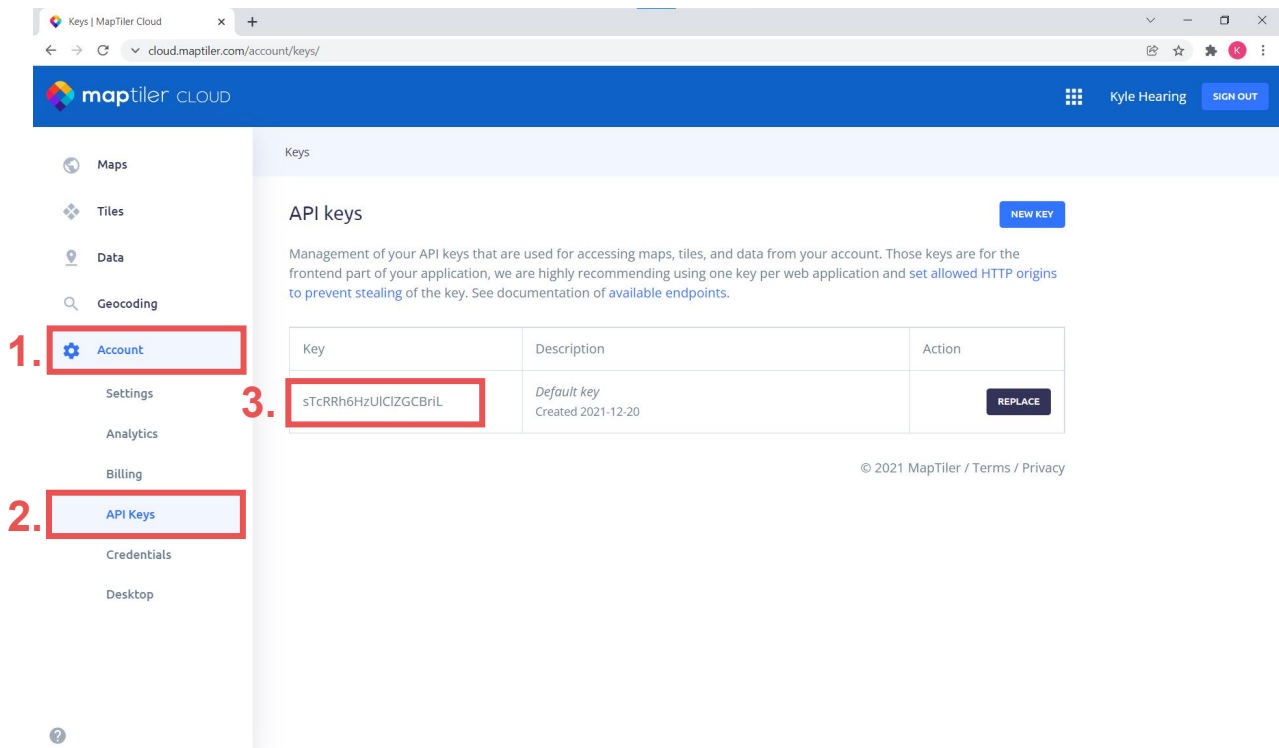 Keys | MapTiler Cloud
cloud.maptiler.com/account/keys/
K
maptiler CLOUD
Kyle Hearing
SIGN OUT
Maps
Tiles
Data
Geocoding
1.
Account
Settings
Analytics
Billing
2.
API Keys
Credentials
Desktop
Keys
API keys
NEW KEY
Management of your API keys that are used for accessing maps, tiles, and data from your account. Those keys are for the
frontend part of your application, we are highly recommending using one key per web application and set allowed HTTP origins
to prevent stealing of the key. See documentation of available endpoints.
Key Description Action
3.
sTcRRh6HzUlClZGCBriL
Default key
Created 2021-12-20
REPLACE
© 2021 MapTiler / Terms / Privacy